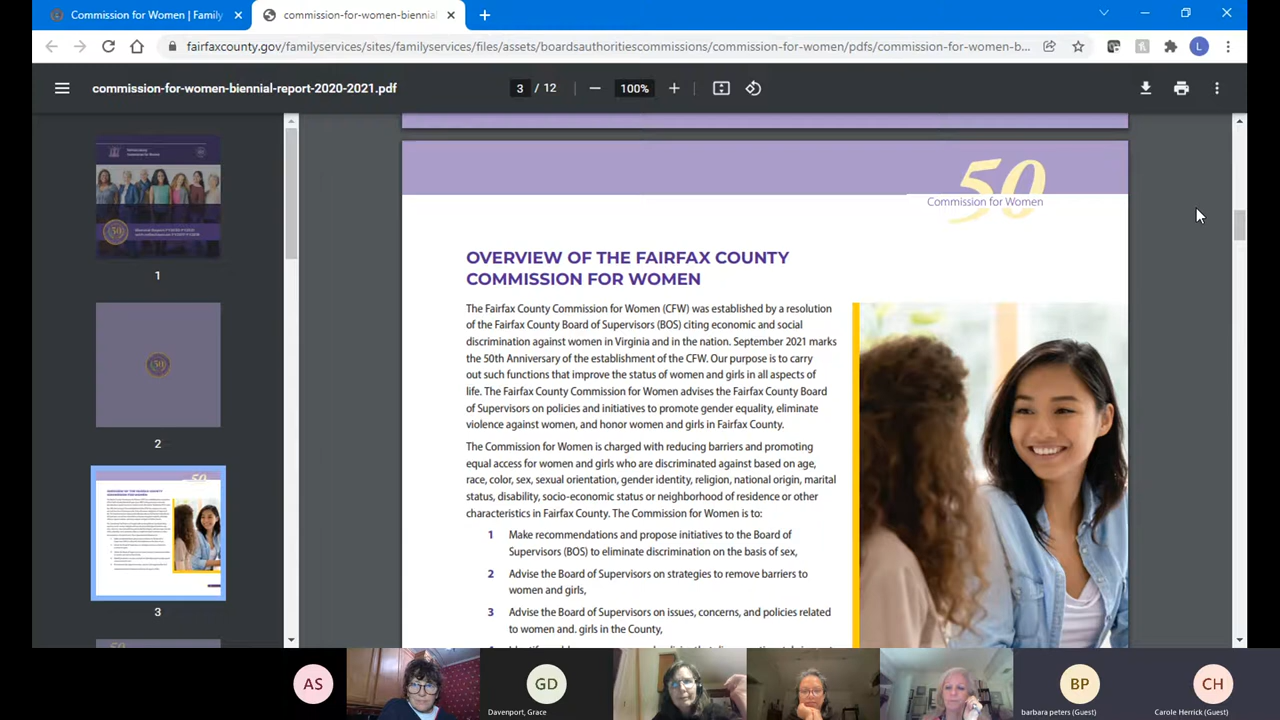 Commission for Women | Family
commission-for-women-biennial
fairfaxcounty.gov/familyservices/sites/familyservices/files/assets/boardsauthoritiescommissions/commission-for-women/pdfs/commission-for-women-b...
L
commission-for-women-biennial-report-2020-2021.pdf
3 / 12
100%
1
2
3
50
Commission for Women
OVERVIEW OF THE FAIRFAX COUNTY
COMMISSION FOR WOMEN
The Fairfax County Commission for Women (CFW) was established by a resolution
of the Fairfax County Board of Supervisors (BOS) citing economic and social
discrimination against women in Virginia and in the nation. September 2021 marks
the 50th Anniversary of the establishment of the CFW. Our purpose is to carry
out such functions that improve the status of women and girls in all aspects of
life. The Fairfax County Commission for Women advises the Fairfax County Board
of Supervisors on policies and initiatives to promote gender equality, eliminate
violence against women, and honor women and girls in Fairfax County.
The Commission for Women is charged with reducing barriers and promoting
equal access for women and girls who are discriminated against based on age,
race, color, sex, sexual orientation, gender identity, religion, national origin, marital
status, disability, socio-economic status or neighborhood of residence or other
characteristics in Fairfax County. The Commission for Women is to:
1 Make recommendations and propose initiatives to the Board of
Supervisors (BOS) to eliminate discrimination on the basis of sex,
2 Advise the Board of Supervisors on strategies to remove barriers to
women and girls,
3 Advise the Board of Supervisors on issues, concerns, and policies related
to women and. girls in the County,
AS
GD
Davenport, Grace
BP
barbara peters (Guest)
CH
Carole Herrick (Guest)